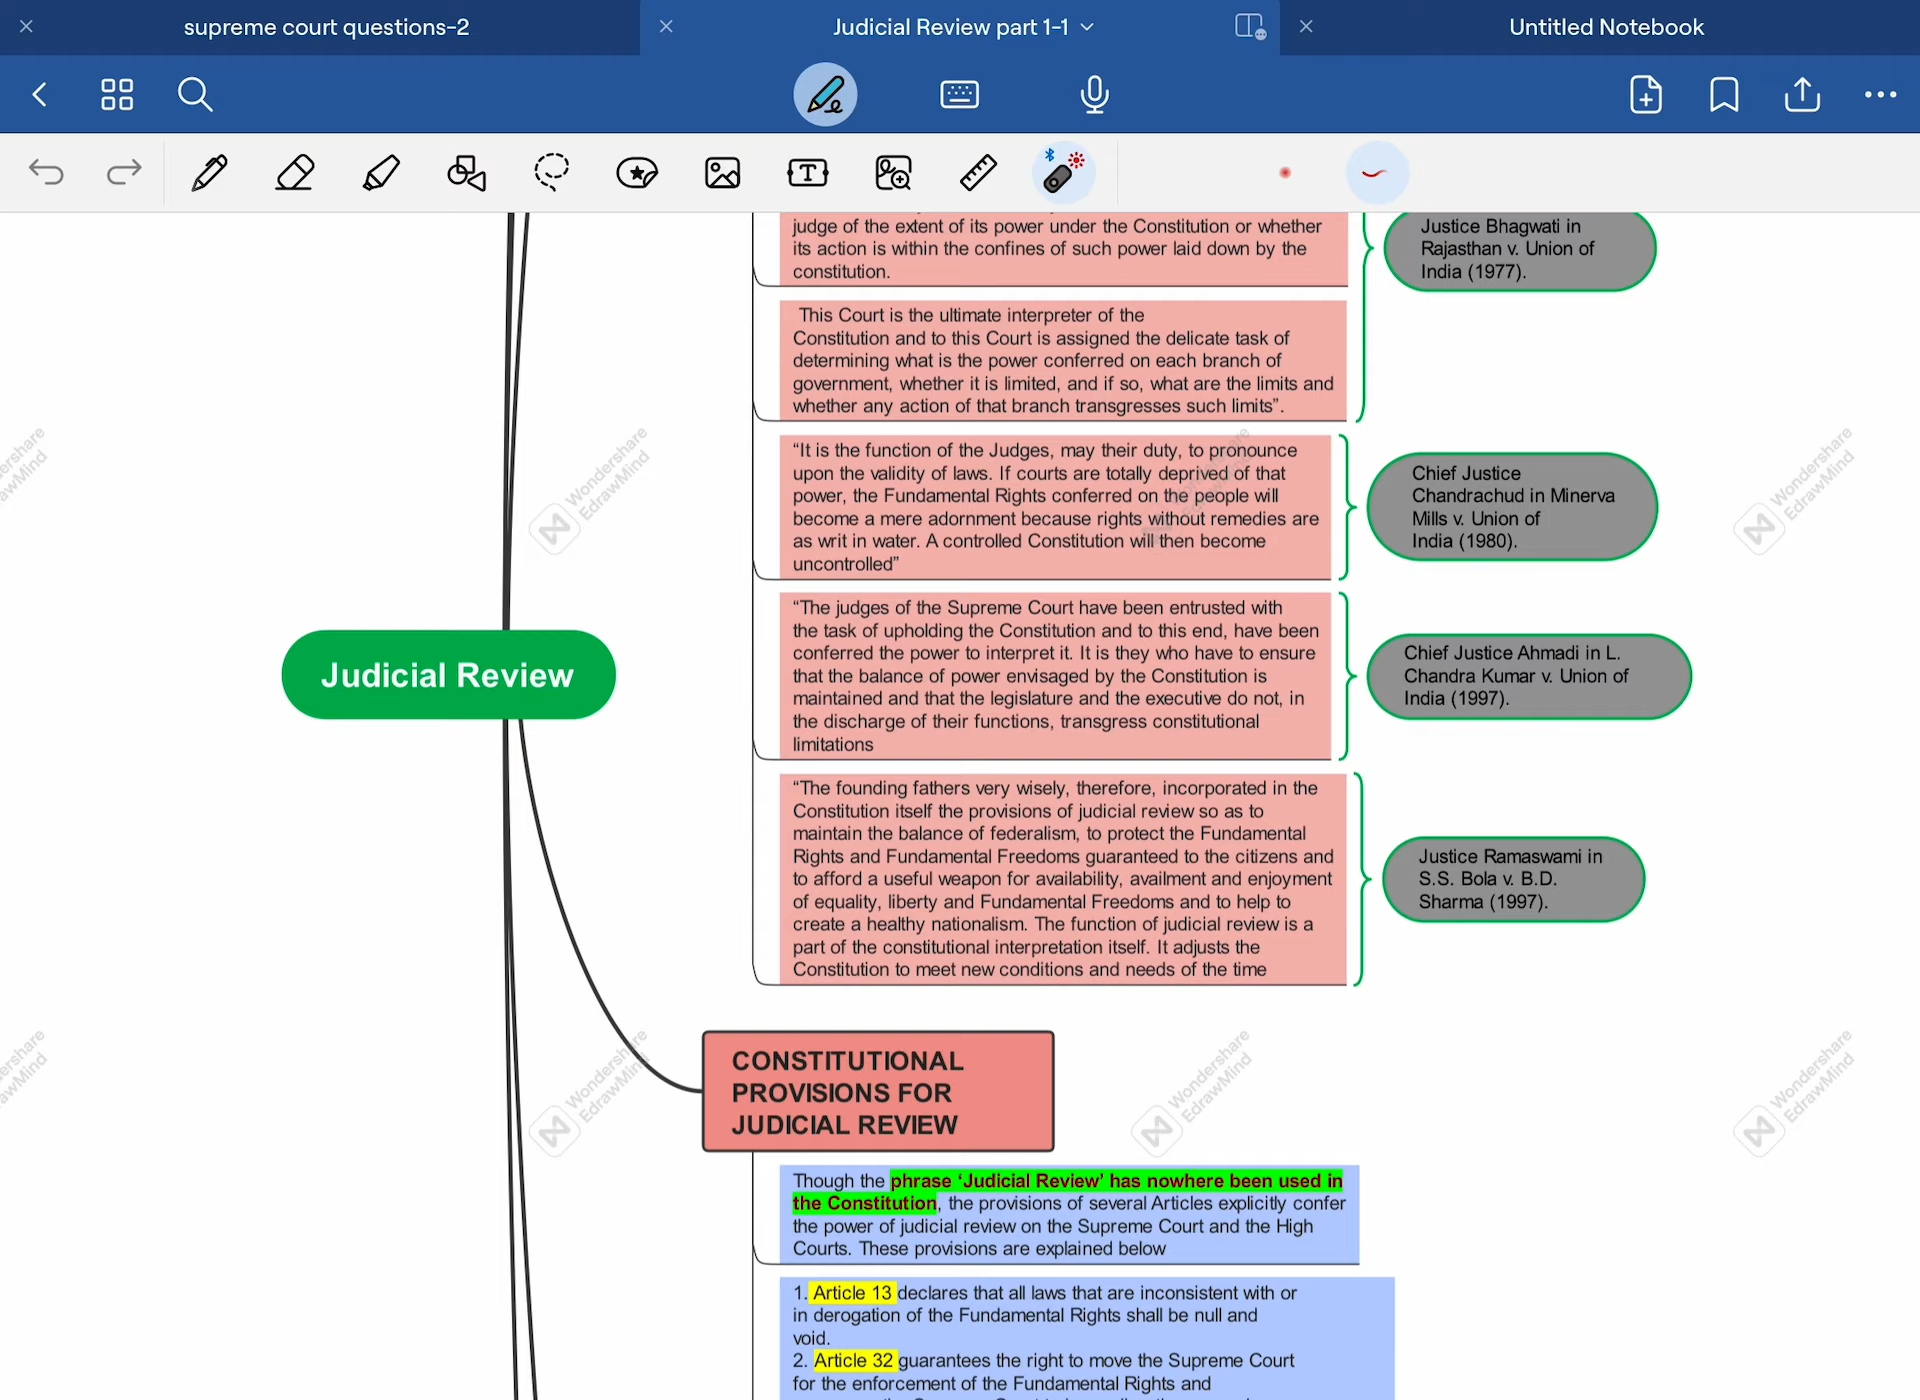 supreme court questions-2
Judicial Review part 1-1
Untitled Notebook
judge of the extent of its power under the Constitution or whether
its action is within the confines of such power laid down by the
constitution.
Justice Bhagwati in
Rajasthan v. Union of
India (1977).
This Court is the ultimate interpreter of the
Constitution and to this Court is assigned the delicate task of
determining what is the power conferred on each branch of
government, whether it is limited, and if so, what are the limits and
whether any action of that branch transgresses such limits”.
“It is the function of the Judges, may their duty, to pronounce
upon the validity of laws. If courts are totally deprived of that
power, the Fundamental Rights conferred on the people will
become a mere adornment because rights without remedies are
as writ in water. A controlled Constitution will then become
uncontrolled”
Chief Justice
Chandrachud in Minerva
Mills v. Union of
India (1980).
Judicial Review
“The judges of the Supreme Court have been entrusted with
the task of upholding the Constitution and to this end, have been
conferred the power to interpret it. It is they who have to ensure
that the balance of power envisaged by the Constitution is
maintained and that the legislature and the executive do not, in
the discharge of their functions, transgress constitutional
limitations
Chief Justice Ahmadi in L.
Chandra Kumar v. Union of
India (1997).
“The founding fathers very wisely, therefore, incorporated in the
Constitution itself the provisions of judicial review so as to
maintain the balance of federalism, to protect the Fundamental
Rights and Fundamental Freedoms guaranteed to the citizens and
to afford a useful weapon for availability, availment and enjoyment
of equality, liberty and Fundamental Freedoms and to help to
create a healthy nationalism. The function of judicial review is a
part of the constitutional interpretation itself. It adjusts the
Constitution to meet new conditions and needs of the time
Justice Ramaswami in
S.S. Bola v. B.D.
Sharma (1997).
CONSTITUTIONAL
PROVISIONS FOR
JUDICIAL REVIEW
Though the phrase ‘Judicial Review’ has nowhere been used in
the Constitution, the provisions of several Articles explicitly confer
the power of judicial review on the Supreme Court and the High
Courts. These provisions are explained below
1. Article 13 declares that all laws that are inconsistent with or
in derogation of the Fundamental Rights shall be null and
void.
2. Article 32 guarantees the right to move the Supreme Court
for the enforcement of the Fundamental Rights and
Wondershare
EdrawMind
Wondershare
EdrawMind
Wondershare
EdrawMind
Wondershare
EdrawMind
Wondershare
EdrawMind